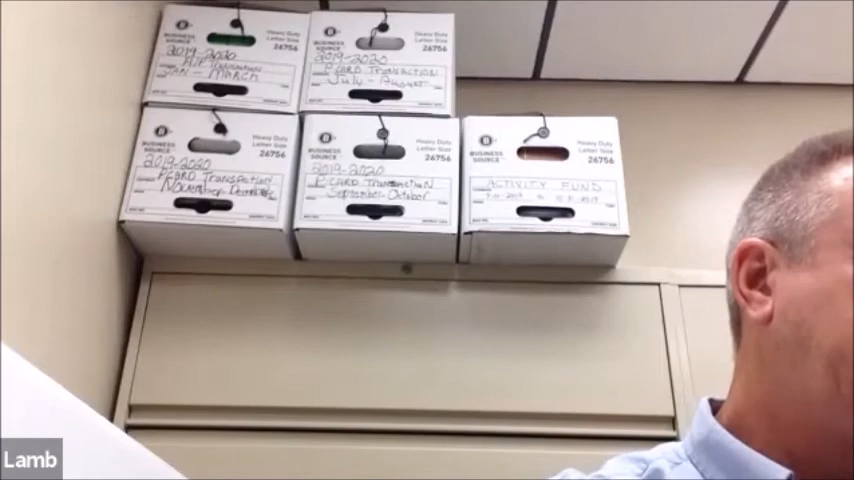 B
BUSINESS
SOURCE
Heavy Duty
Letter Size
26756
2019-2020
TRANSACTION
JAN - MARCH
B
BUSINESS
SOURCE
Heavy Duty
Letter Size
26756
2019-2020
PCARD TRANSACTION
July - August
B
BUSINESS
SOURCE
Heavy Duty
Letter Size
26756
2019-2020
PCARD TRANSACTION
November-December
B
BUSINESS
SOURCE
Heavy Duty
Letter Size
26756
2019-2020
PCARD TRANSACTION
September-October
B
BUSINESS
SOURCE
Heavy Duty
Letter Size
26756
ACTIVITY FUND
Lamb